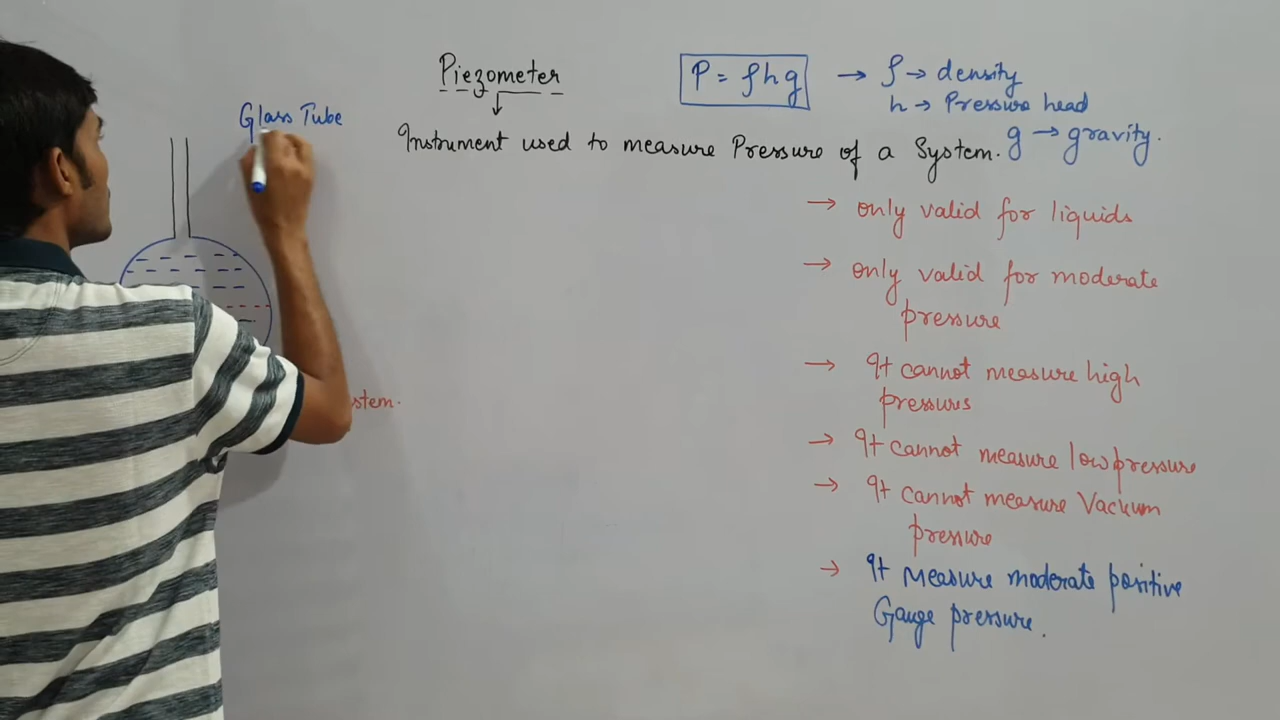 Piezometer
P = ρhg → ρ → density
h → Pressure head
g → gravity.
Glass Tube
Instrument used to measure Pressure of a System.
→ only valid for liquids
→ only valid for moderate
pressure
→ It cannot measure high
pressures
stem.
→ It cannot measure low pressure
→ It cannot measure Vackum
pressure
→ It measure moderate positive
Gauge pressure.